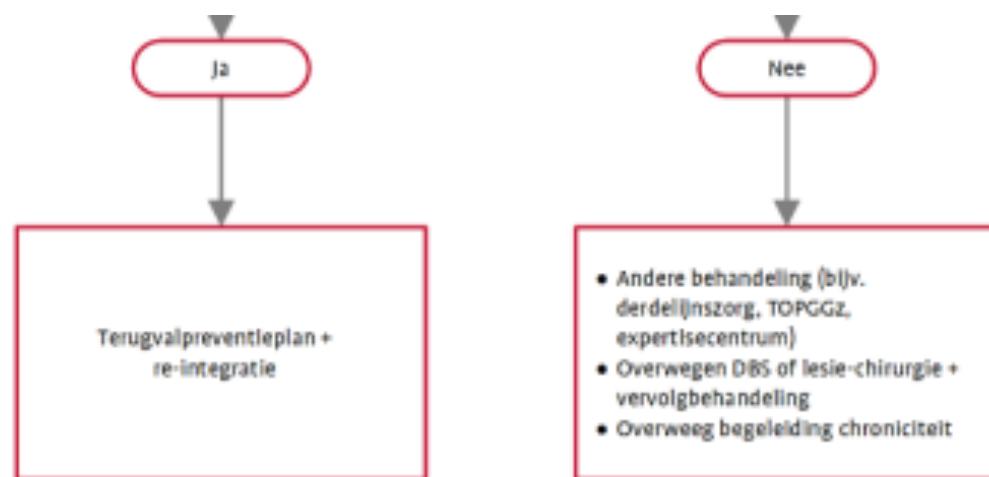 Ja
Nee
Terugvalpreventieplan +
re-integratie
• Andere behandeling (bijv.
derdelijnszorg, TOPGGz,
expertisecentrum)
• Overwegen DBS of lesie-chirurgie +
vervolgbehandeling
• Overweeg begeleiding chroniciteit